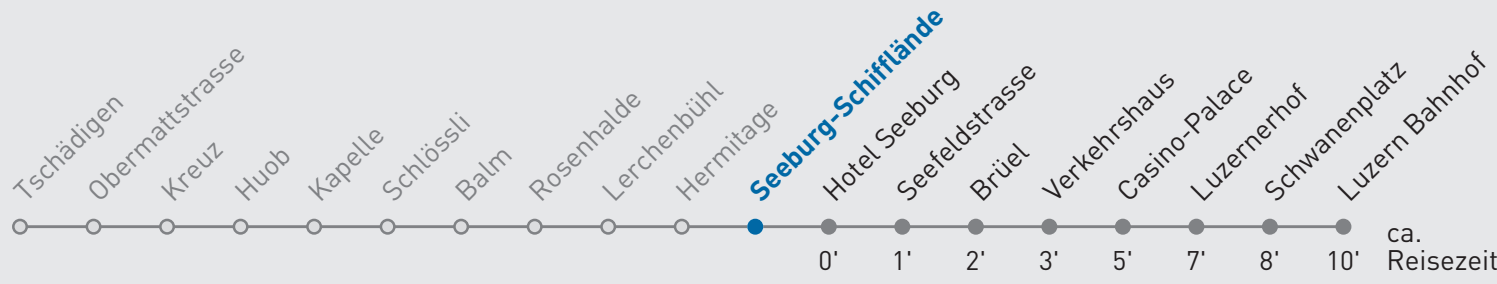 Tschädigen
Obermattstrasse
Kreuz
Huob
Kapelle
Schlössli
Balm
Rosenhalde
Lerchenbühl
Hermitage
Seeburg-Schifflände
Hotel Seeburg
Seefeldstrasse
Brüel
Verkehrshaus
Casino-Palace
Luzernerhof
Schwanenplatz
Luzern Bahnhof
0' 1' 2' 3' 5' 7' 8' 10'
ca.
Reisezeit